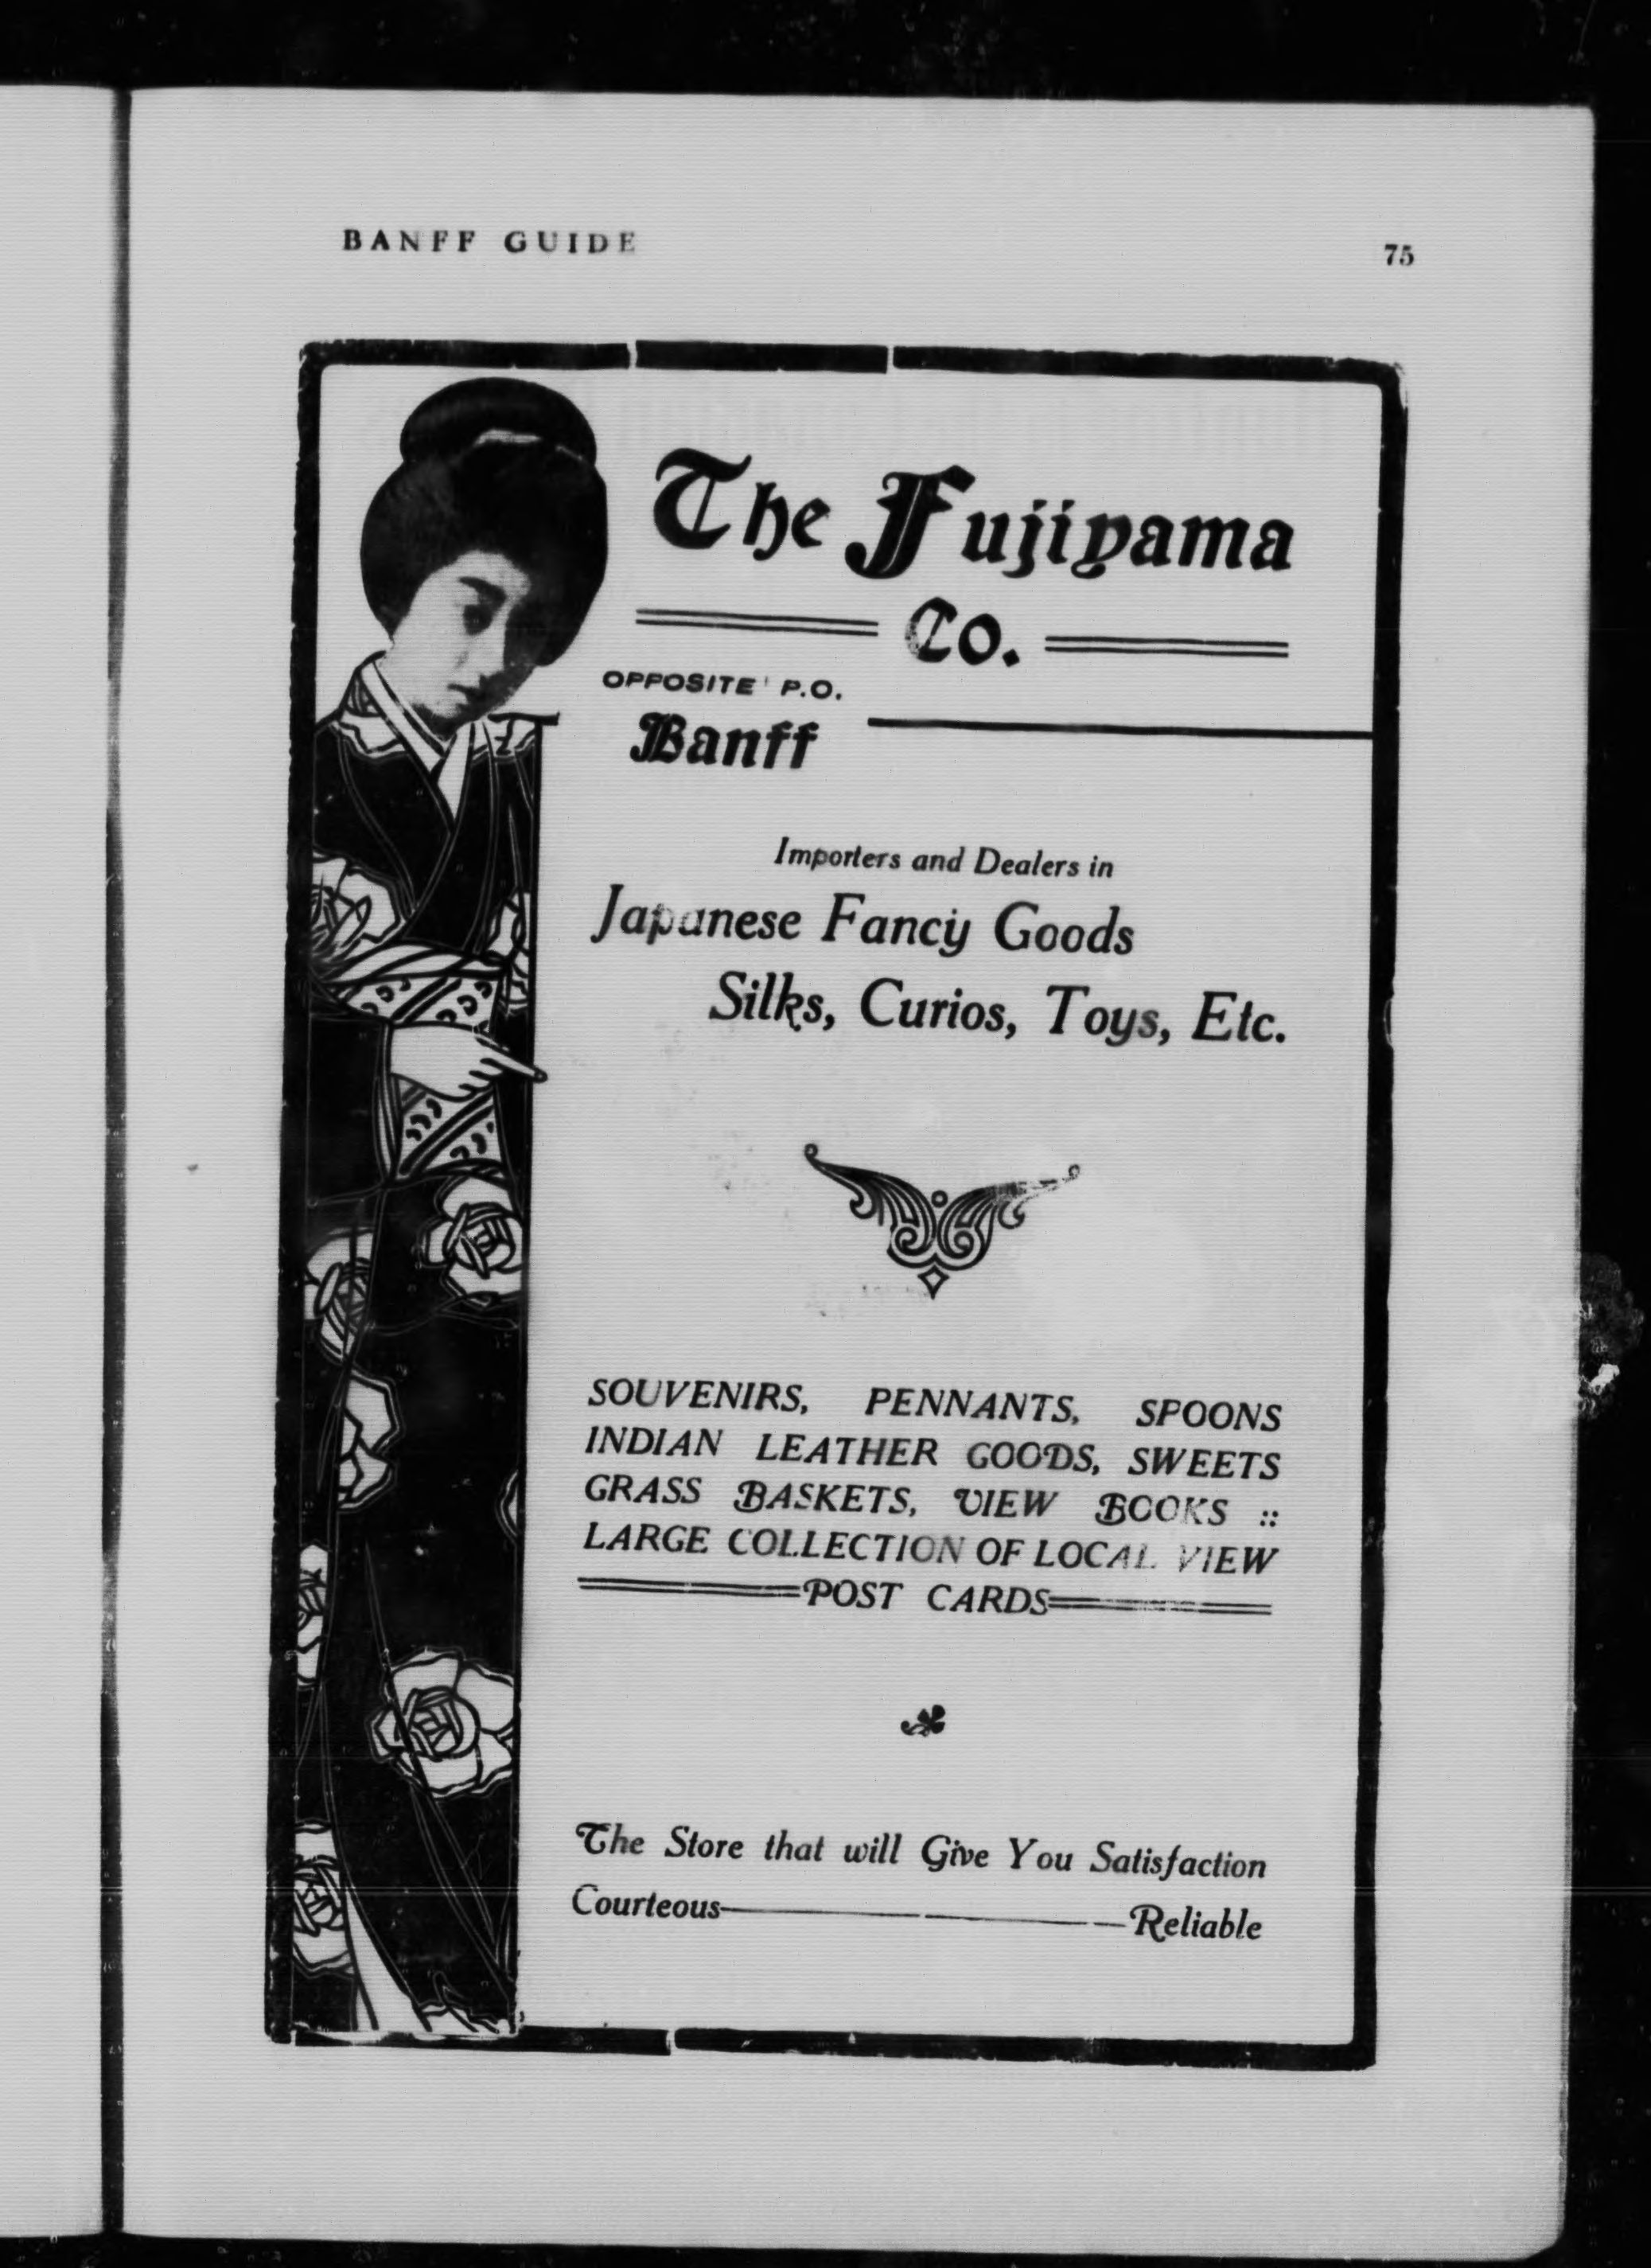 BANFF GUIDE
75
The Fujiyama
Co.
OPPOSITE P.O.
Banff
Importers and Dealers in
Japanese Fancy Goods
Silks, Curios, Toys, Etc.
SOUVENIRS, PENNANTS, SPOONS
INDIAN LEATHER GOODS, SWEETS
GRASS BASKETS, VIEW BOOKS ::
LARGE COLLECTION OF LOCAL VIEW
POST CARDS
The Store that will Give You Satisfaction
Courteous——Reliable